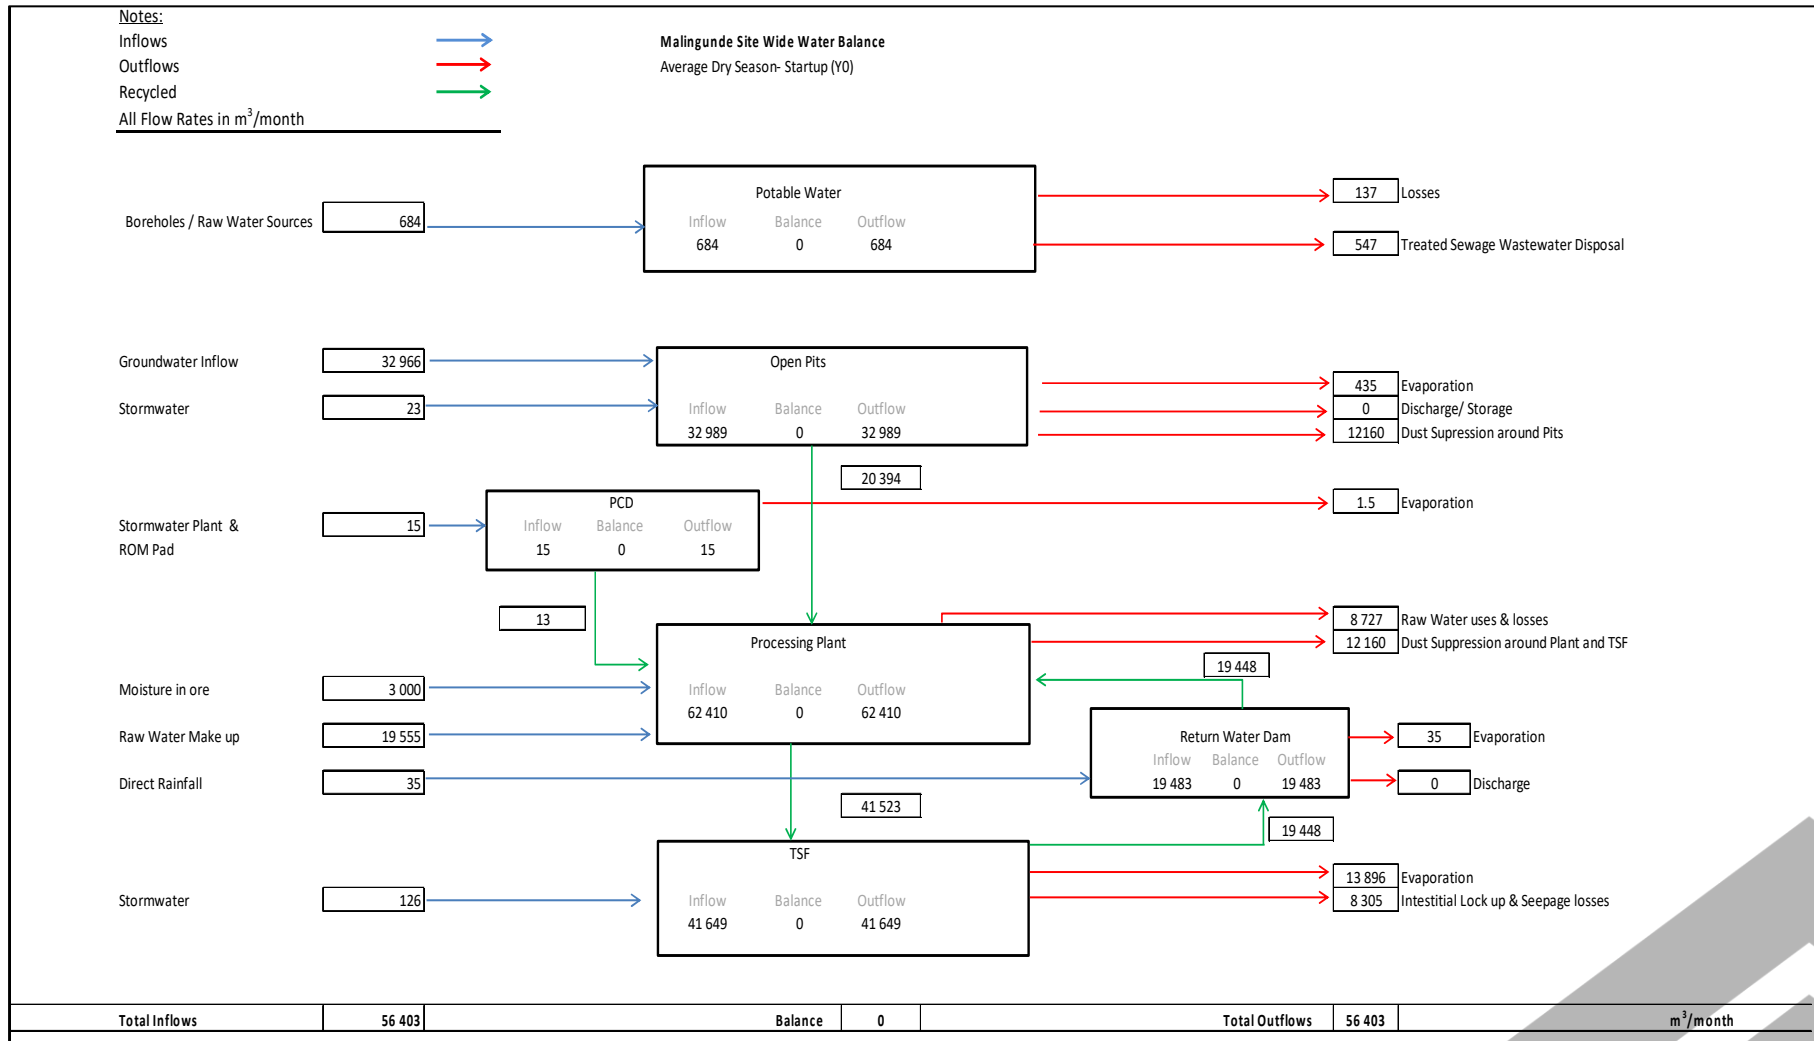 Notes:
Inflows
Outflows
Recycled
All Flow Rates in m³/month
Malingunde Site Wide Water Balance
Average Dry Season- Startup (Y0)
Boreholes / Raw Water Sources 684
Potable Water
Inflow Balance Outflow
684 0 684
137 Losses
547 Treated Sewage Wastewater Disposal
Groundwater Inflow 32 966
Stormwater 23
Open Pits
Inflow Balance Outflow
32 989 0 32 989
435 Evaporation
0 Discharge/ Storage
12160 Dust Supression around Pits
20 394
Stormwater Plant &
ROM Pad
15
PCD
Inflow Balance Outflow
15 0 15
1.5 Evaporation
13
Processing Plant
8 727 Raw Water uses & losses
12 160 Dust Suppression around Plant and TSF
19 448
Moisture in ore 3 000
Raw Water Make up 19 555
Inflow Balance Outflow
62 410 0 62 410
Return Water Dam
Inflow Balance Outflow
19 483 0 19 483
35 Evaporation
0 Discharge
Direct Rainfall 35
41 523
19 448
TSF
Stormwater 126
Inflow Balance Outflow
41 649 0 41 649
13 896 Evaporation
8 305 Intestitial Lock up & Seepage losses
Total Inflows 56 403 Balance 0 Total Outflows 56 403 m³/month